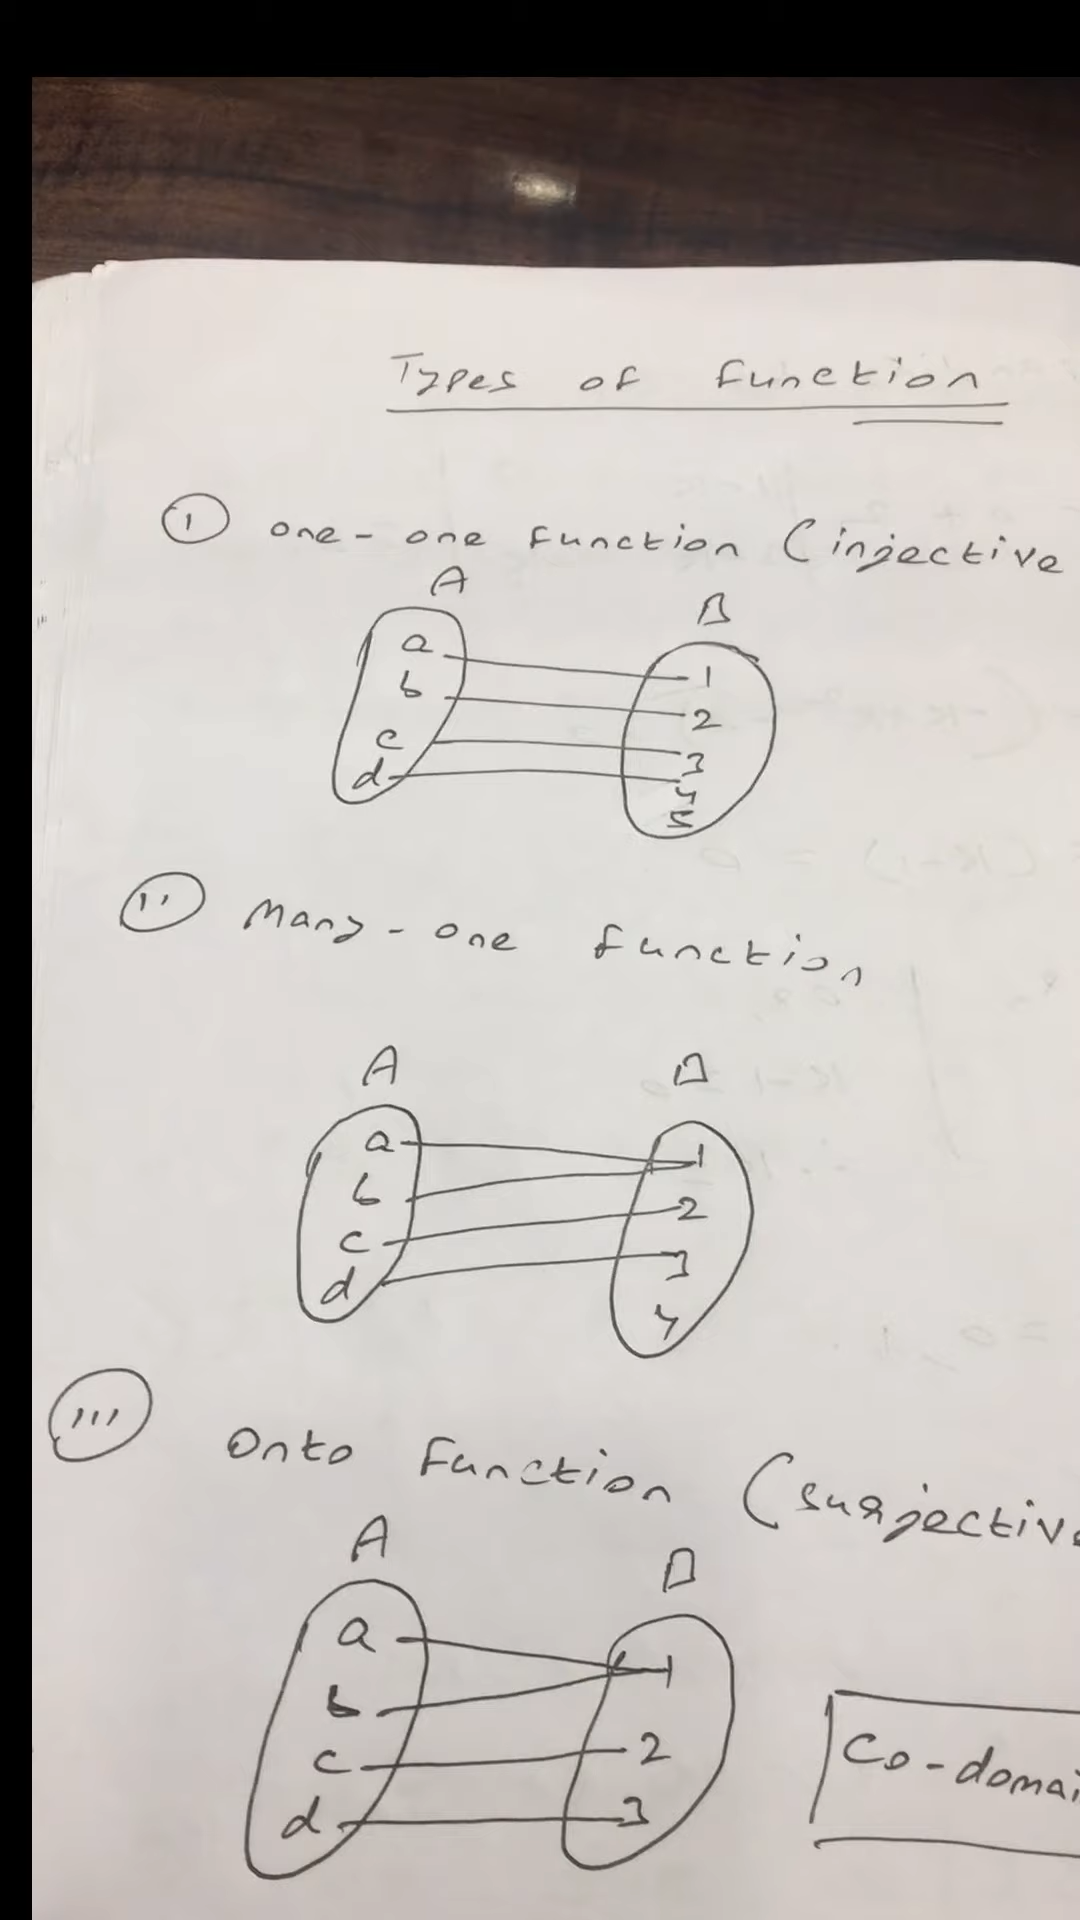 Types of function
i one-one function (injective
A
B
a 1
b 2
c 3
d 4
5
ii Many-one function
A B
a 1
b 2
c 3
d 4
iii Onto function (surjective
A B
a 1
b 2
c 3
d
Co-domai